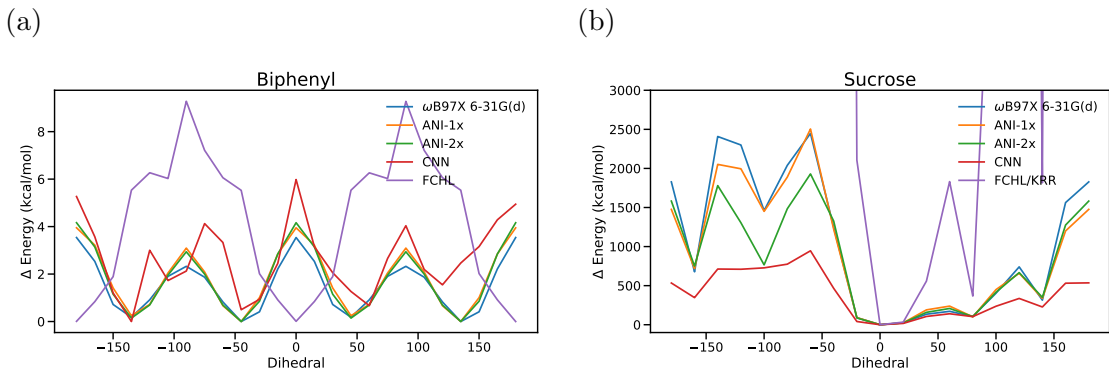 (a)
Biphenyl
ωB97X 6-31G(d)
ANI-1x
ANI-2x
CNN
FCHL
Δ Energy (kcal/mol)
8
6
4
2
0
−150 −100 −50 0 50 100 150
Dihedral
(b)
Sucrose
ωB97X 6-31G(d)
ANI-1x
ANI-2x
CNN
FCHL/KRR
Δ Energy (kcal/mol)
3000
2500
2000
1500
1000
500
0
−150 −100 −50 0 50 100 150
Dihedral